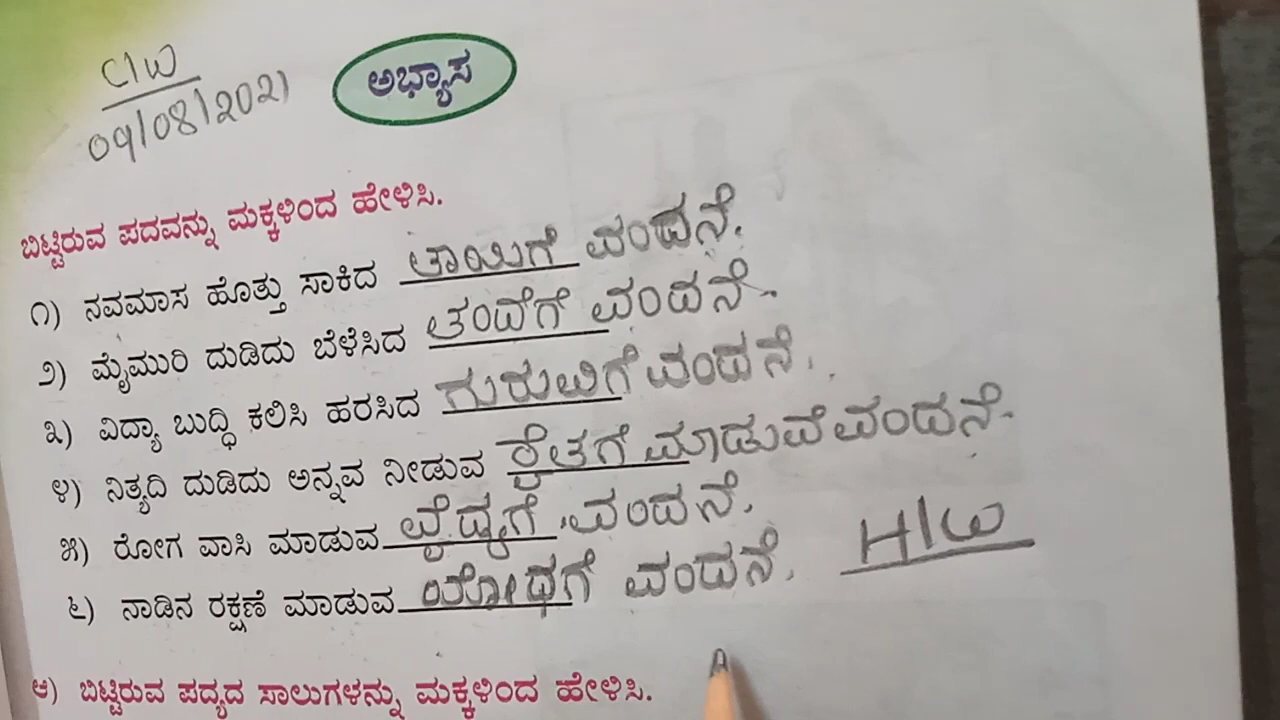 C/W
09/08/2021
ಅಭ್ಯಾಸ
ಬಿಟ್ಟಿರುವ ಪದವನ್ನು ಮಕ್ಕಳಿಂದ ಹೇಳಿಸಿ.
೧) ನವಮಾಸ ಹೊತ್ತು ಸಾಕಿದ ತಾಯಿಗೆ ವಂದನೆ.
೨) ಮೈಮುರಿ ದುಡಿದು ಬೆಳೆಸಿದ ತಂದೆಗೆ ವಂದನೆ.
೩) ವಿದ್ಯಾ ಬುದ್ಧಿ ಕಲಿಸಿ ಹರಸಿದ ಗುರುವಿಗೆ ವಂದನೆ.
೪) ನಿತ್ಯದಿ ದುಡಿದು ಅನ್ನವ ನೀಡುವ ರೈತಗೆ ಮಾಡುವೆ ವಂದನೆ.
೫) ರೋಗ ವಾಸಿ ಮಾಡುವ ವೈದ್ಯಗೆ ವಂದನೆ.
೬) ನಾಡಿನ ರಕ್ಷಣೆ ಮಾಡುವ ಯೋಧಗೆ ವಂದನೆ.
H/W
ಆ) ಬಿಟ್ಟಿರುವ ಪದ್ಯದ ಸಾಲುಗಳನ್ನು ಮಕ್ಕಳಿಂದ ಹೇಳಿಸಿ.